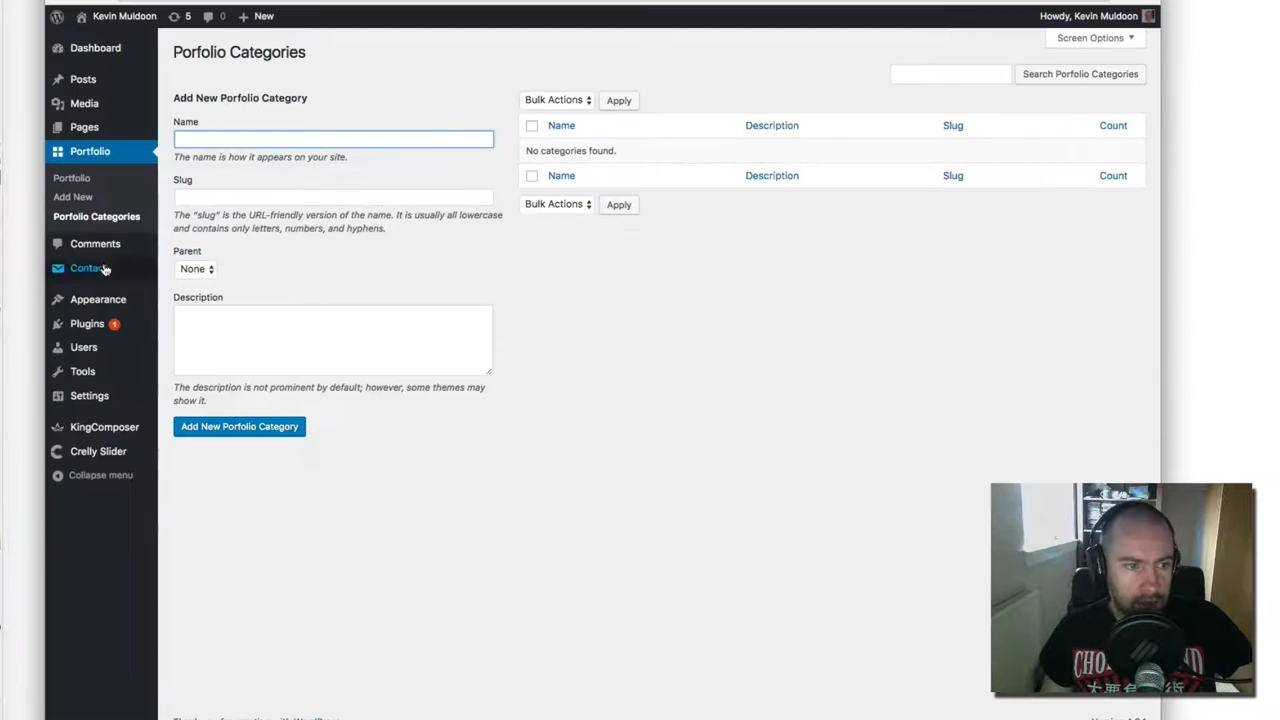 Kevin Muldoon
5
0
New
Howdy, Kevin Muldoon
Dashboard
Posts
Media
Pages
Portfolio
Portfolio
Add New
Porfolio Categories
Comments
Contact
Appearance
Plugins 1
Users
Tools
Settings
KingComposer
Crelly Slider
Collapse menu
Screen Options
Porfolio Categories
Search Porfolio Categories
Add New Porfolio Category
Name
The name is how it appears on your site.
Slug
The “slug” is the URL-friendly version of the name. It is usually all lowercase
and contains only letters, numbers, and hyphens.
Parent
None
Description
The description is not prominent by default; however, some themes may
show it.
Add New Porfolio Category
Bulk Actions
Apply
Name Description Slug Count
No categories found.
Name Description Slug Count
Bulk Actions
Apply